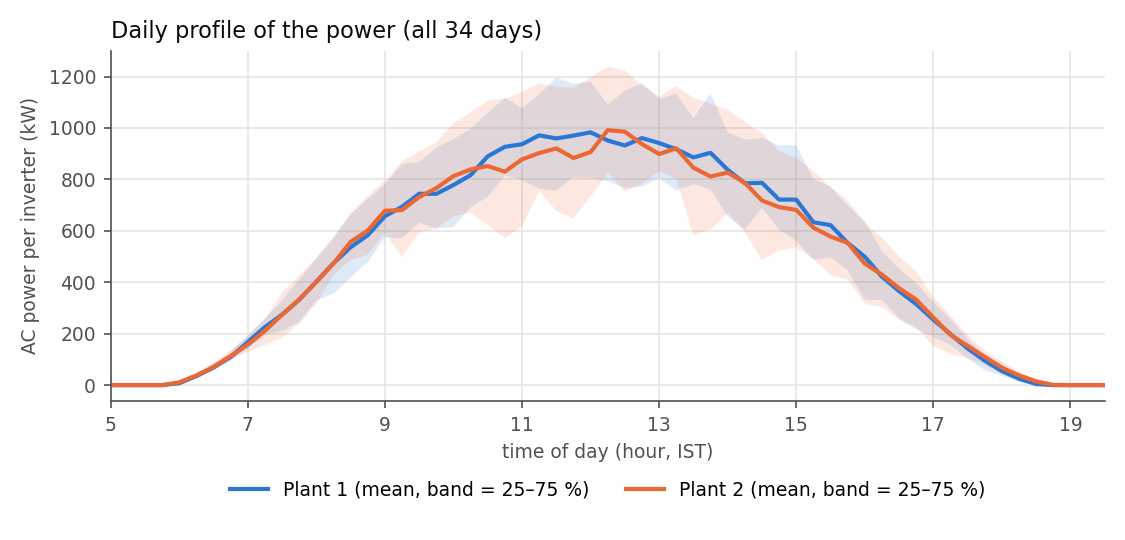 Daily profile of the power (all 34 days)
AC power per inverter (kW)
1200
1000
800
600
400
200
0
5 7 9 11 13 15 17 19
time of day (hour, IST)
Plant 1 (mean, band = 25–75 %) Plant 2 (mean, band = 25–75 %)